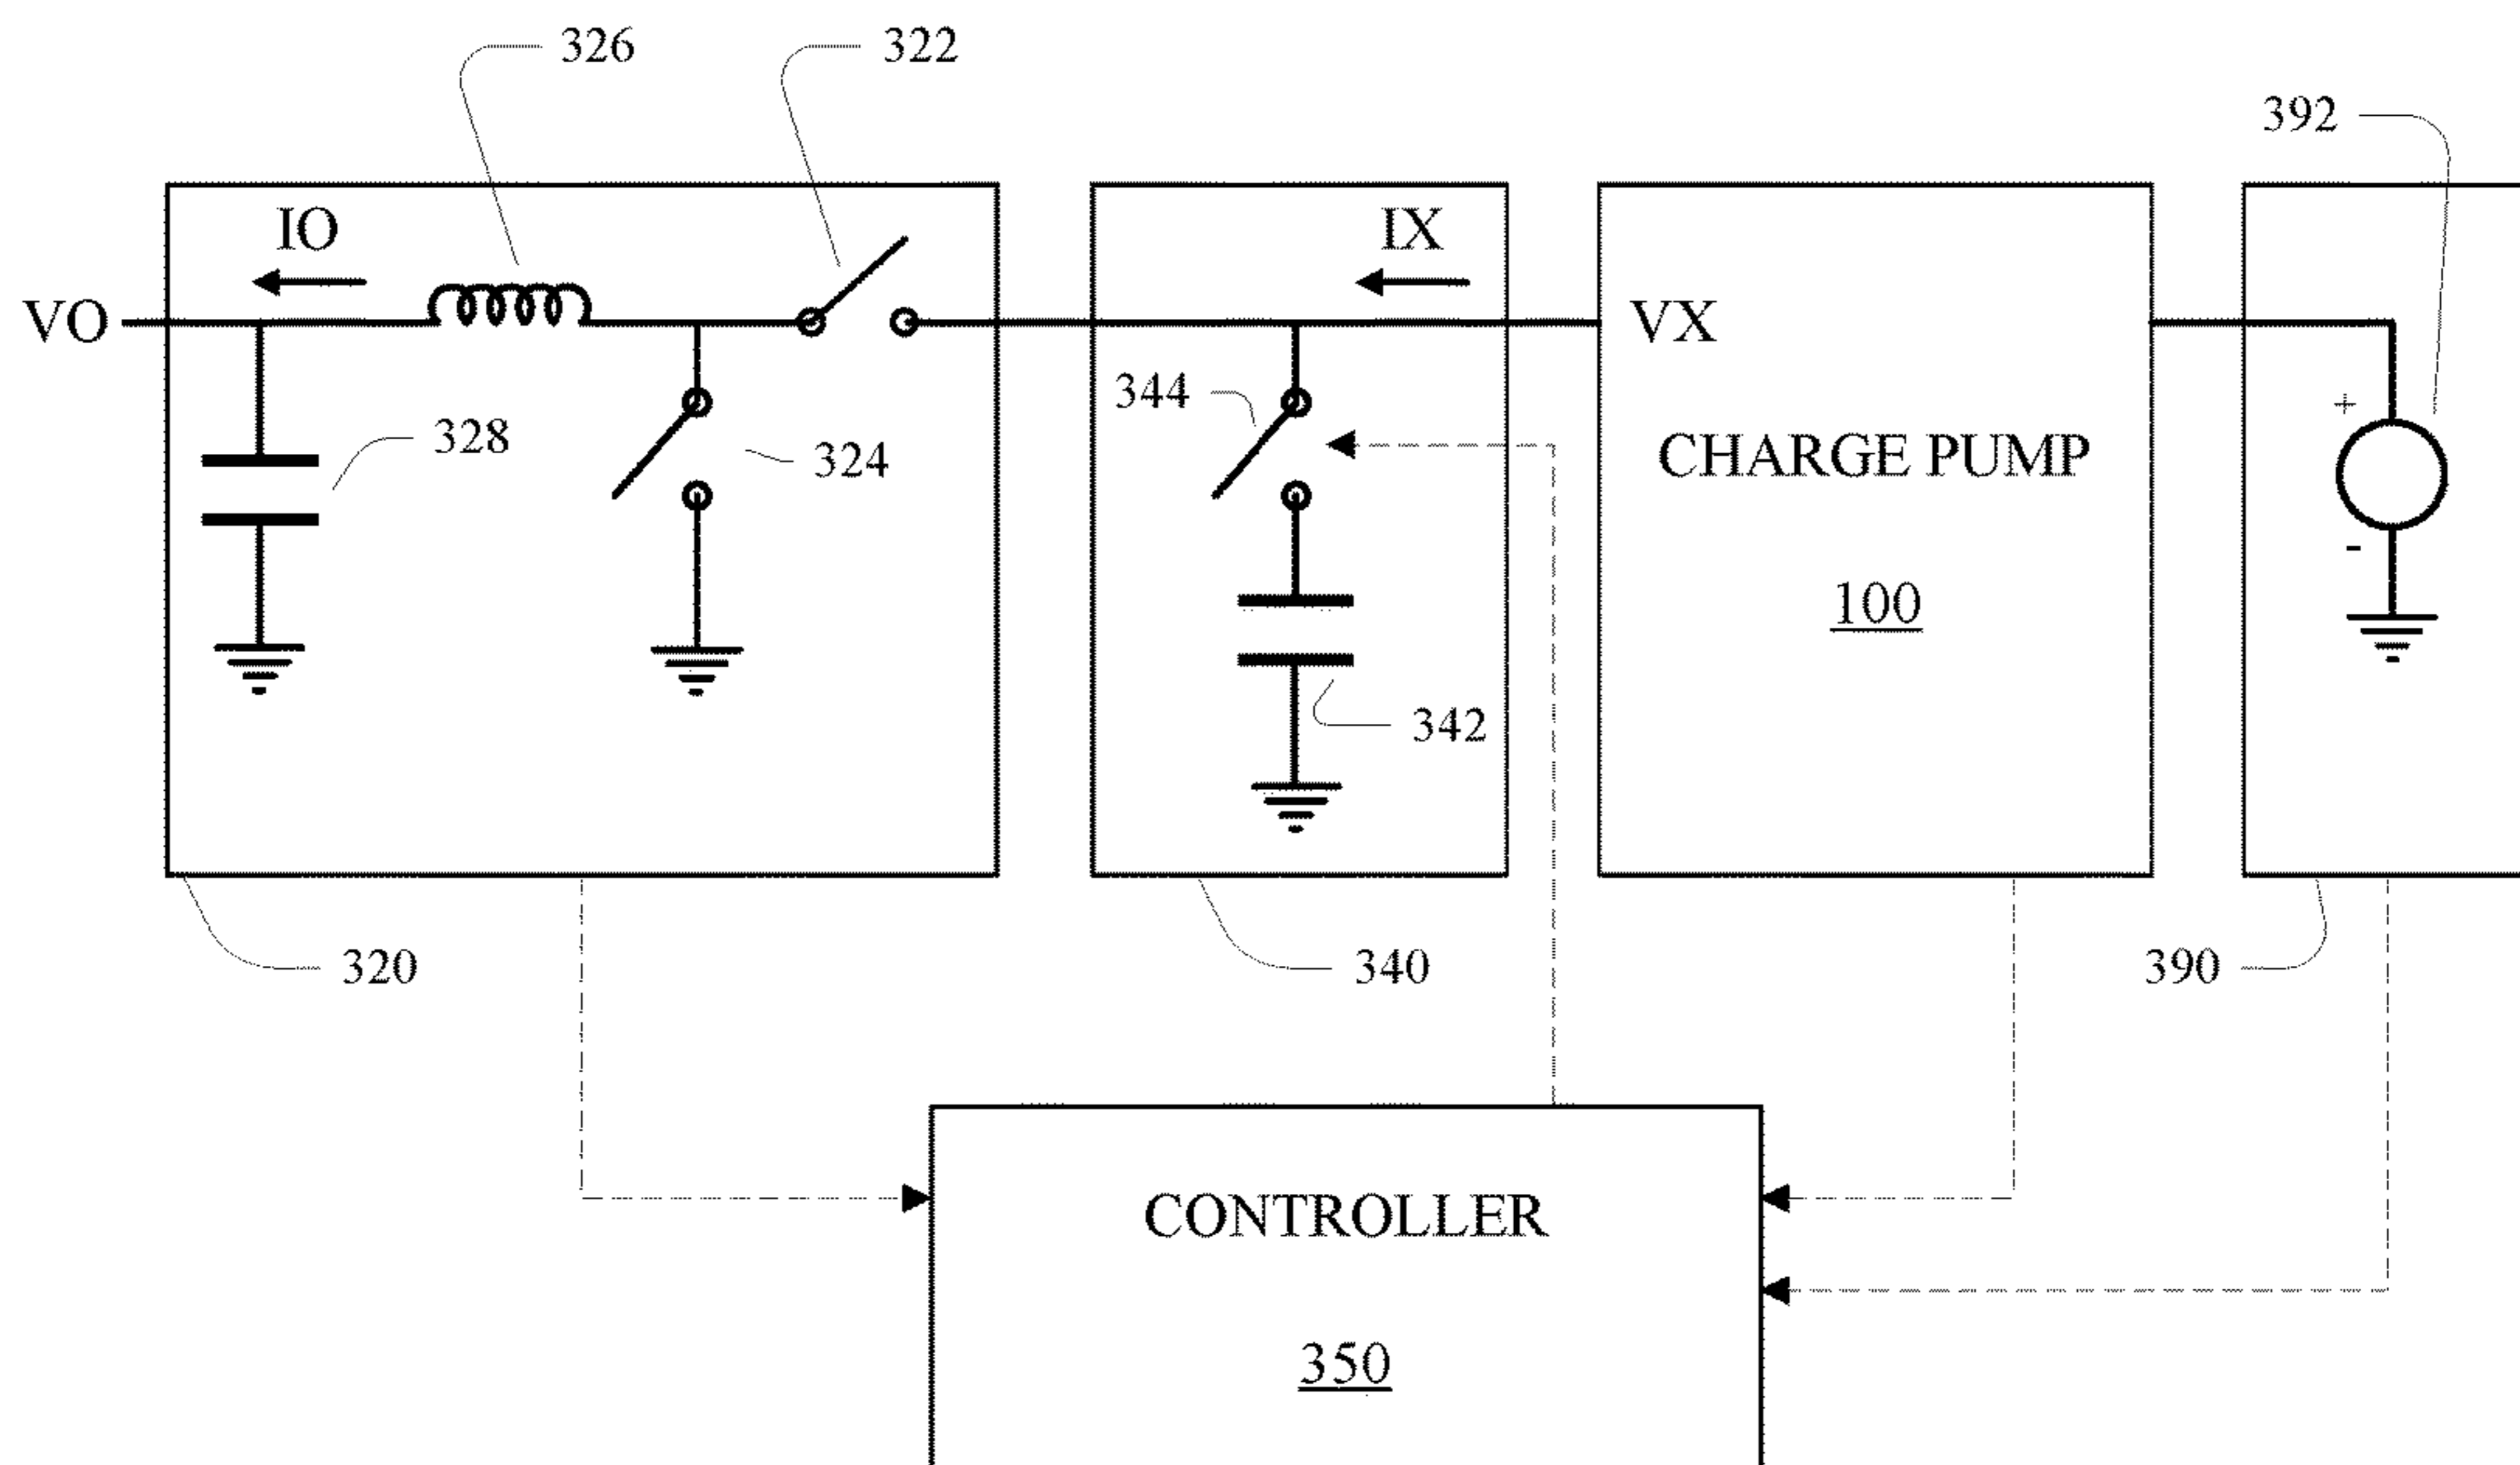 326
322
392
IO
IX
VO
VX
344
328
324
CHARGE PUMP
+
-
100
342
320
340
390
CONTROLLER
350